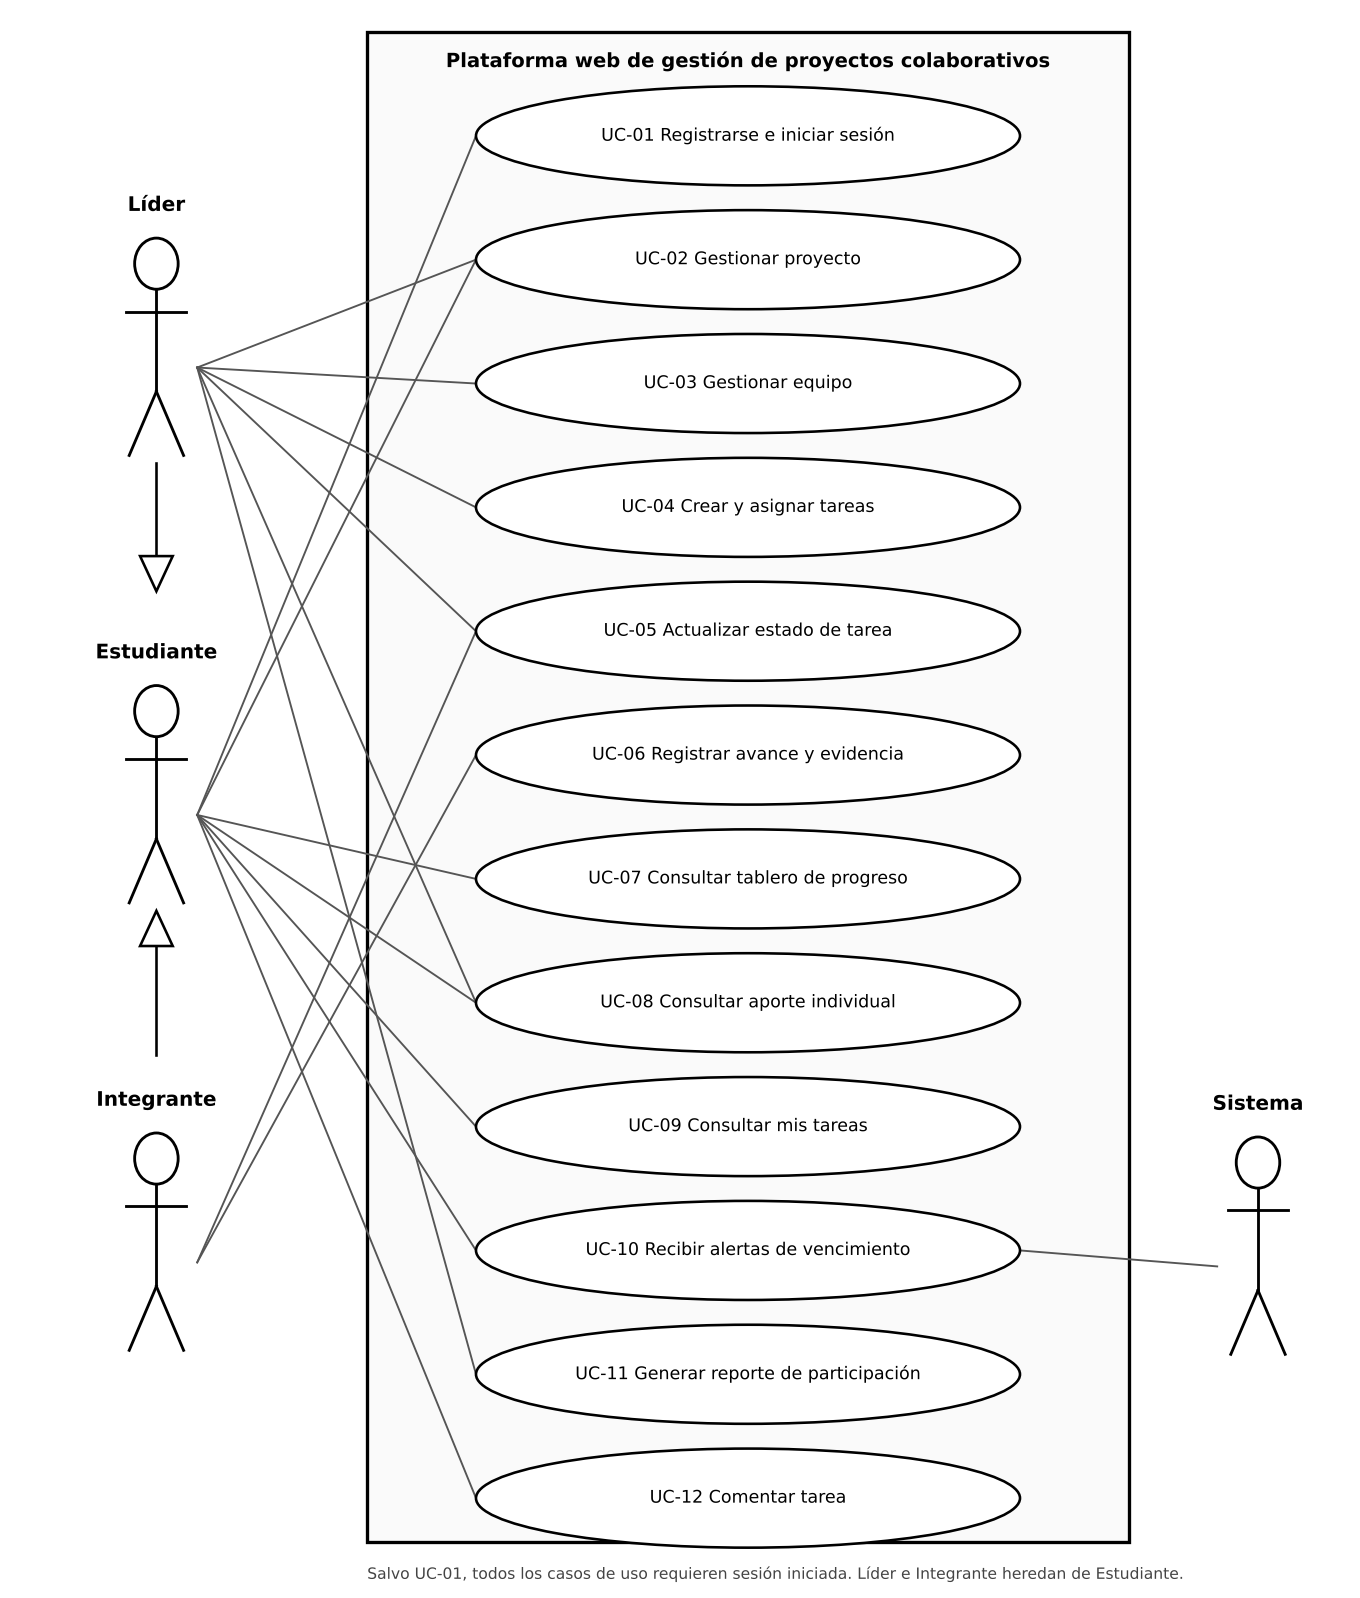 Plataforma web de gestión de proyectos colaborativos
UC-01 Registrarse e iniciar sesión
Líder
UC-02 Gestionar proyecto
UC-03 Gestionar equipo
UC-04 Crear y asignar tareas
UC-05 Actualizar estado de tarea
Estudiante
UC-06 Registrar avance y evidencia
UC-07 Consultar tablero de progreso
UC-08 Consultar aporte individual
Integrante
Sistema
UC-09 Consultar mis tareas
UC-10 Recibir alertas de vencimiento
UC-11 Generar reporte de participación
UC-12 Comentar tarea
Salvo UC-01, todos los casos de uso requieren sesión iniciada. Líder e Integrante heredan de Estudiante.